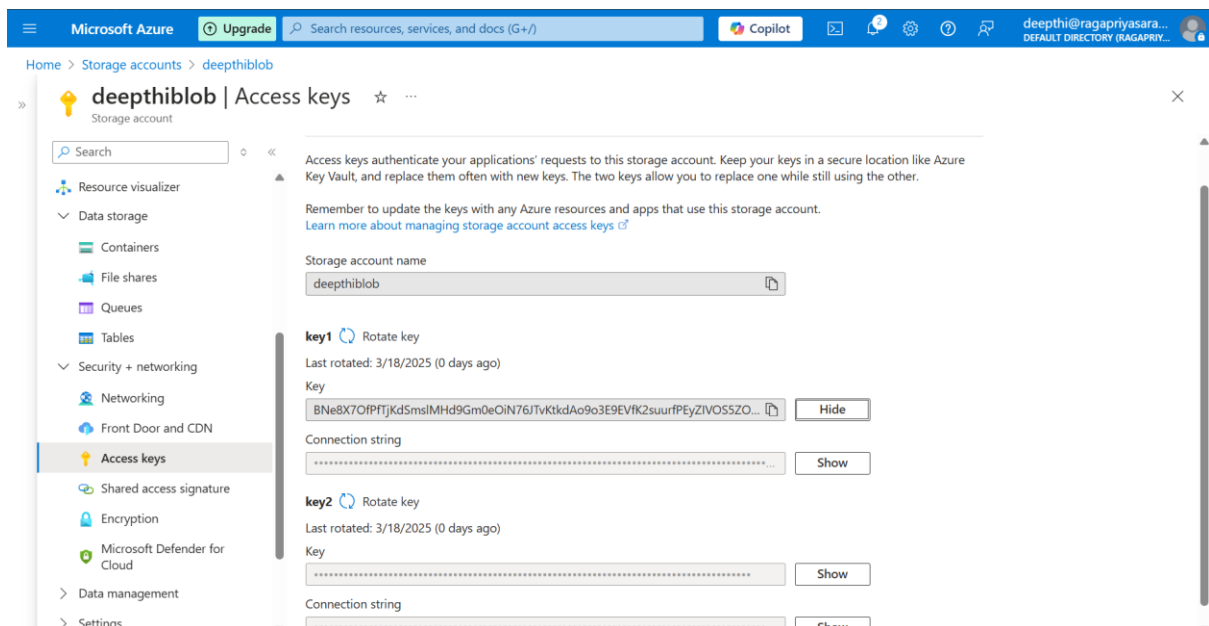 Microsoft Azure
Upgrade
Search resources, services, and docs (G+/)
Copilot
2
deepthi@ragapriyasara...
DEFAULT DIRECTORY (RAGAPRIY...
Home > Storage accounts > deepthiblob
deepthiblob | Access keys
Storage account
Search
Resource visualizer
Data storage
Containers
File shares
Queues
Tables
Security + networking
Networking
Front Door and CDN
Access keys
Shared access signature
Encryption
Microsoft Defender for
Cloud
Data management
Settings
Access keys authenticate your applications' requests to this storage account. Keep your keys in a secure location like Azure
Key Vault, and replace them often with new keys. The two keys allow you to replace one while still using the other.
Remember to update the keys with any Azure resources and apps that use this storage account.
Learn more about managing storage account access keys
Storage account name
deepthiblob
key1 Rotate key
Last rotated: 3/18/2025 (0 days ago)
Key
Hide
Connection string
Show
key2 Rotate key
Last rotated: 3/18/2025 (0 days ago)
Key
Show
Connection string
Show